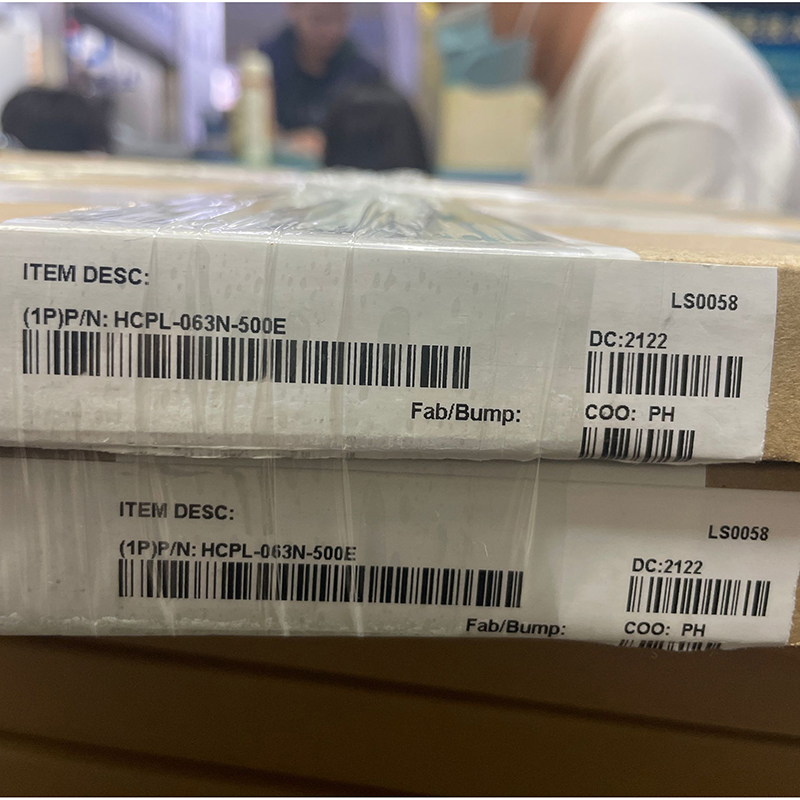 ITEM DESC:
LS0058
(1P)P/N: HCPL-063N-500E
DC:2122
Fab/Bump:
COO: PH
ITEM DESC:
LS0058
(1P)P/N: HCPL-063N-500E
DC:2122
Fab/Bump:
COO: PH